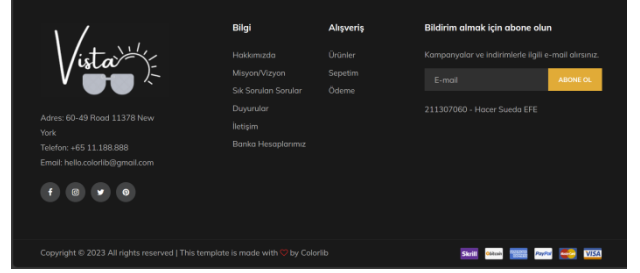 Vista
Adres: 60-49 Road 11378 New
York
Telefon: +65 11.188.888
Email: hello.colorlib@gmail.com
Bilgi
Hakkımızda
Misyon/Vizyon
Sık Sorulan Sorular
Duyurular
İletişim
Banka Hesaplarımız
Alışveriş
Ürünler
Sepetim
Ödeme
Bildirim almak için abone olun
Kampanyalar ve indirimlerle ilgili e-mail alırsınız.
E-mail
ABONE OL
211307060 - Hacer Sueda EFE
Copyright © 2023 All rights reserved | This template is made with ♡ by Colorlib
Skrill
bitcoin
PayPal
VISA